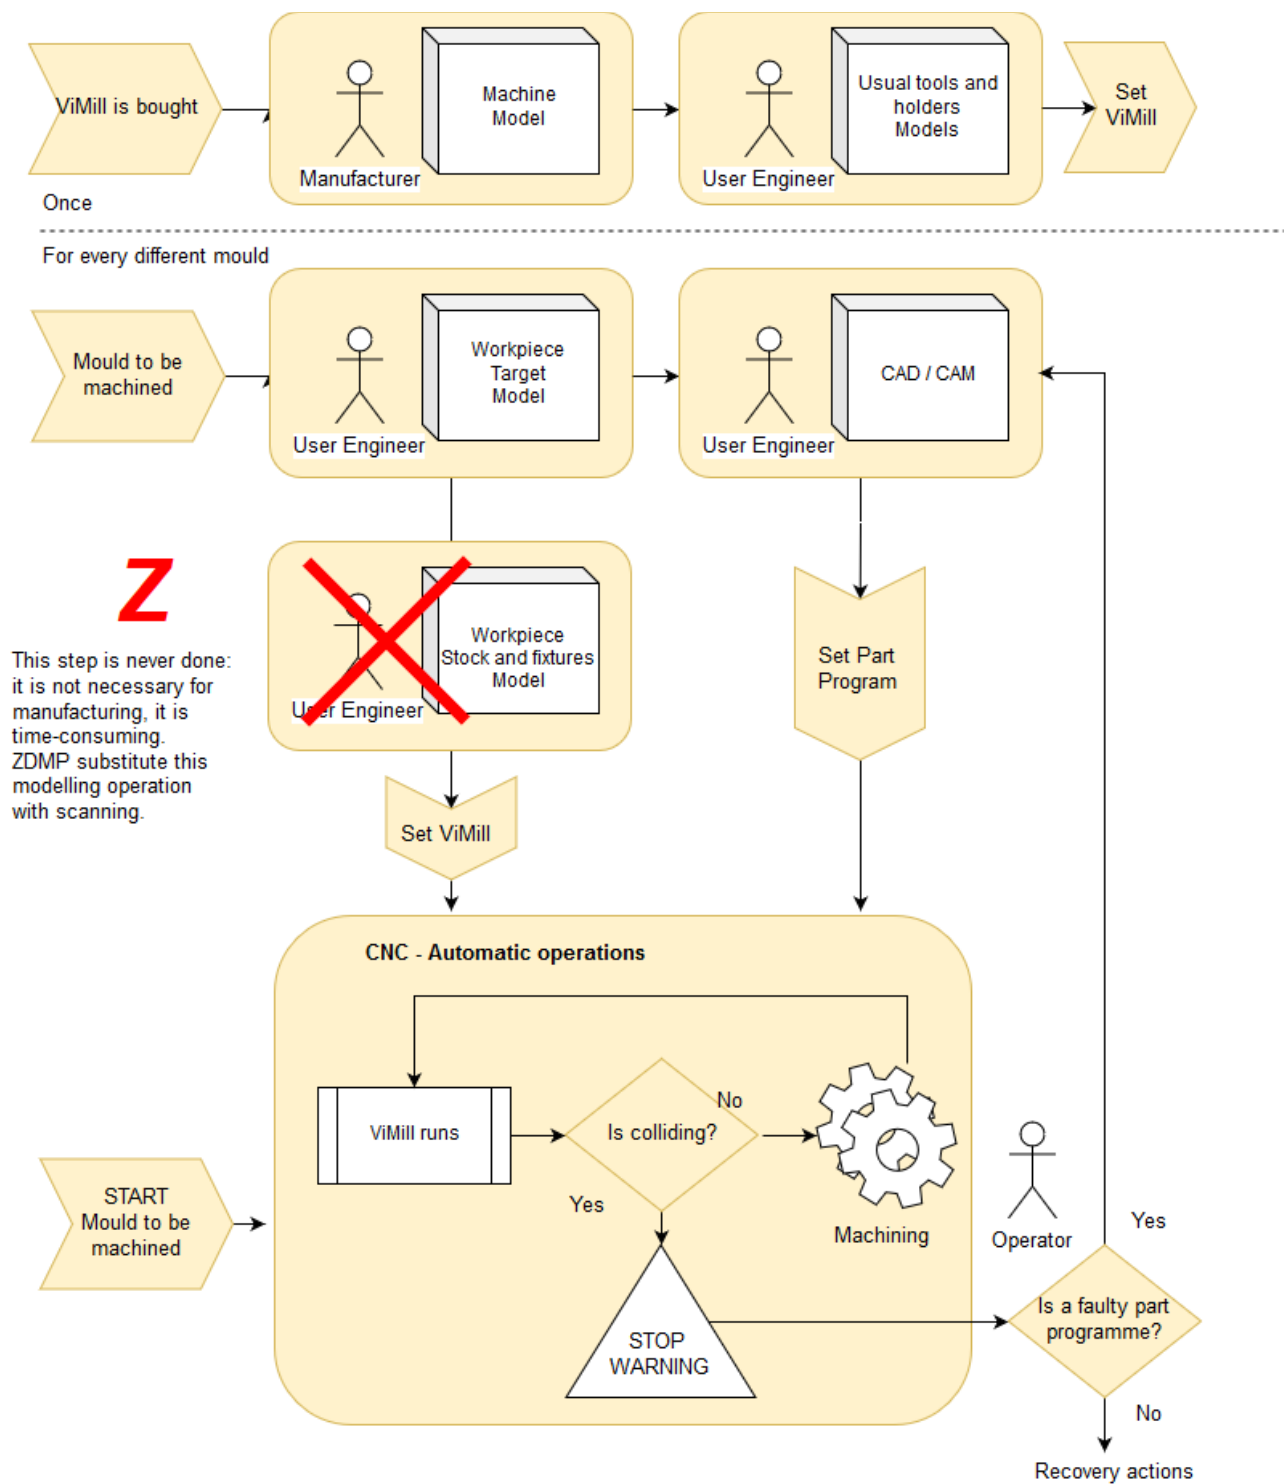 ViMill is bought
Machine
Model
Manufacturer
Usual tools and
holders
Models
User Engineer
Set
ViMill
Once
For every different mould
Mould to be
machined
Workpiece
Target
Model
User Engineer
CAD / CAM
User Engineer
Z
This step is never done:
it is not necessary for
manufacturing, it is
time-consuming.
ZDMP substitute this
modelling operation
with scanning.
Workpiece
Stock and fixtures
Model
User Engineer
Set Part
Program
Set ViMill
CNC - Automatic operations
ViMill runs
Is colliding?
No
Yes
Machining
START
Mould to be
machined
STOP
WARNING
Operator
Yes
Is a faulty part
programme?
No
Recovery actions